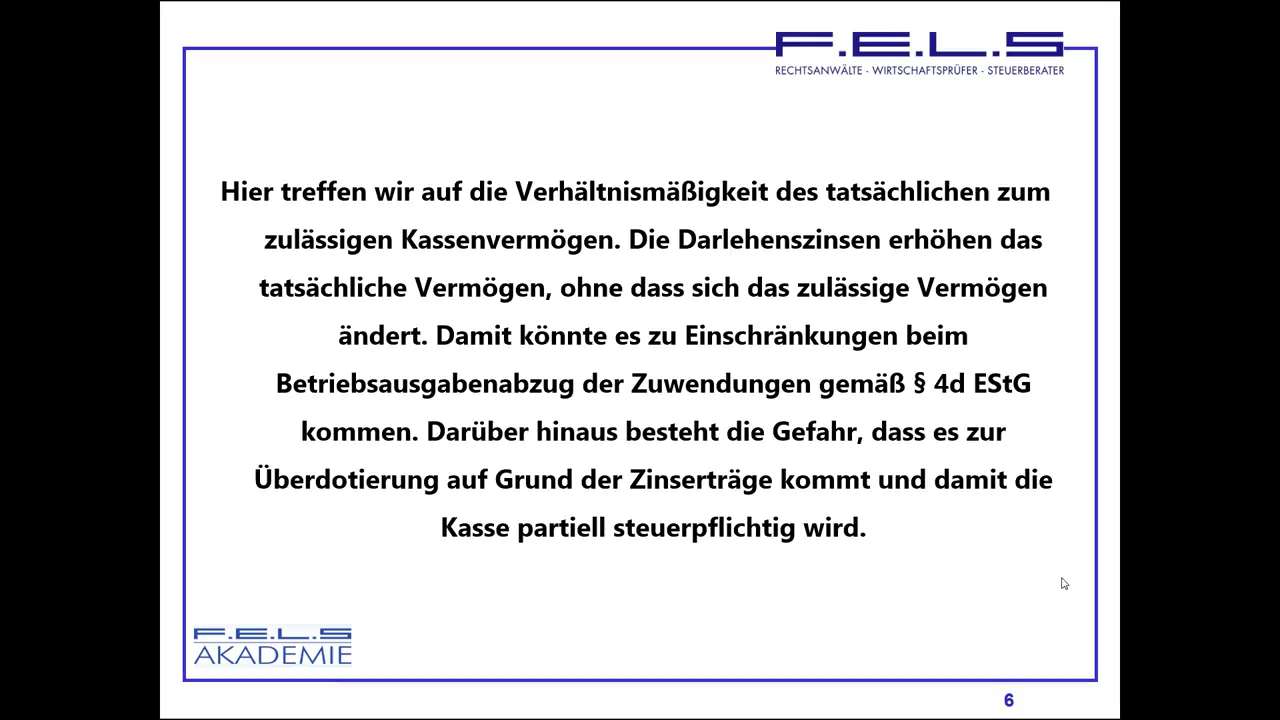 F.E.L.S
RECHTSANWÄLTE - WIRTSCHAFTSPRÜFER - STEUERBERATER
Hier treffen wir auf die Verhältnismäßigkeit des tatsächlichen zum
zulässigen Kassenvermögen. Die Darlehenszinsen erhöhen das
tatsächliche Vermögen, ohne dass sich das zulässige Vermögen
ändert. Damit könnte es zu Einschränkungen beim
Betriebsausgabenabzug der Zuwendungen gemäß § 4d EStG
kommen. Darüber hinaus besteht die Gefahr, dass es zur
Überdotierung auf Grund der Zinserträge kommt und damit die
Kasse partiell steuerpflichtig wird.
F.E.L.S
AKADEMIE
6